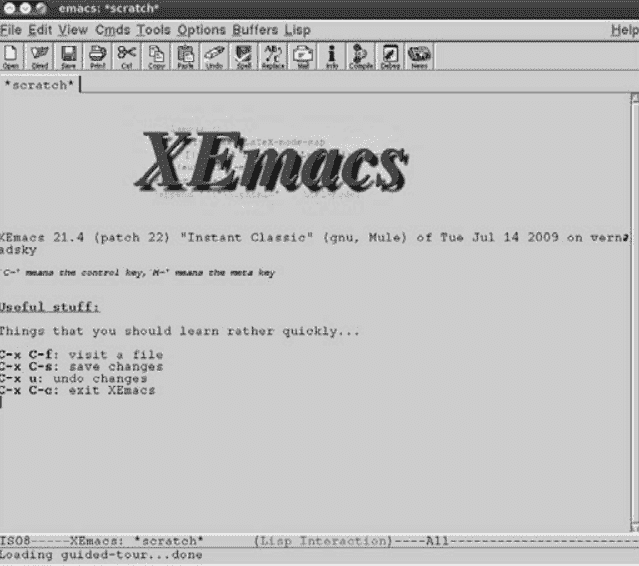 emacs: *scratch*
File Edit View Cmds Tools Options Buffers Lisp Help
Open Dired Save Print Cut Copy Paste Undo Spell Replace Mail Info Compile Debug News
*scratch*
LaTeX-mode-map
XEmacs
XEmacs 21.4 (patch 22) "Instant Classic" (gnu, Mule) of Tue Jul 14 2009 on verna
adsky
`C-' means the control key,`M-' means the meta key
Useful stuff:
Things that you should learn rather quickly...
C-x C-f: visit a file
C-x C-s: save changes
C-x u: undo changes
C-x C-c: exit XEmacs
ISO8-----XEmacs: *scratch* (Lisp Interaction)----All------------------------
Loading guided-tour...done